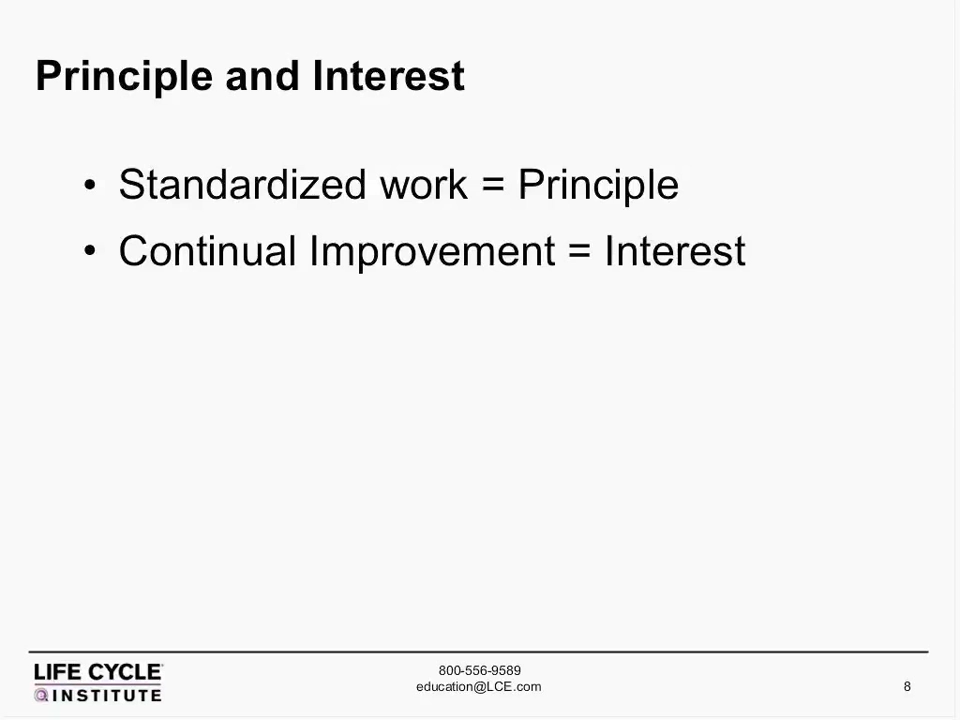 Principle and Interest
• Standardized work = Principle
• Continual Improvement = Interest
LIFE CYCLE
INSTITUTE
800-556-9589
education@LCE.com
8